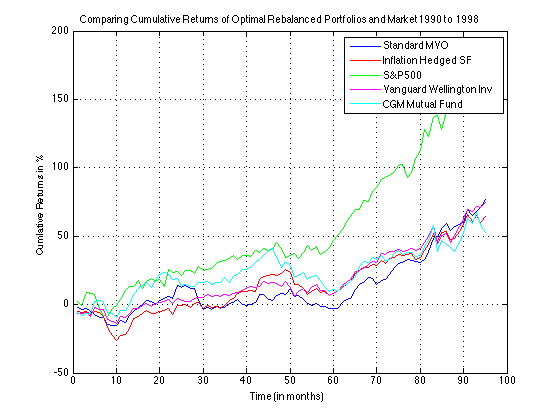 Comparing Cumulative Returns of Optimal Rebalanced Portfolios and Market 1990 to 1998
200
150
100
50
0
-50
Cumulative Returns in %
Standard MVO
Inflation Hedged SF
S&P500
Vanguard Wellington Inv
CGM Mutual Fund
0 10 20 30 40 50 60 70 80 90 100
Time (in months)